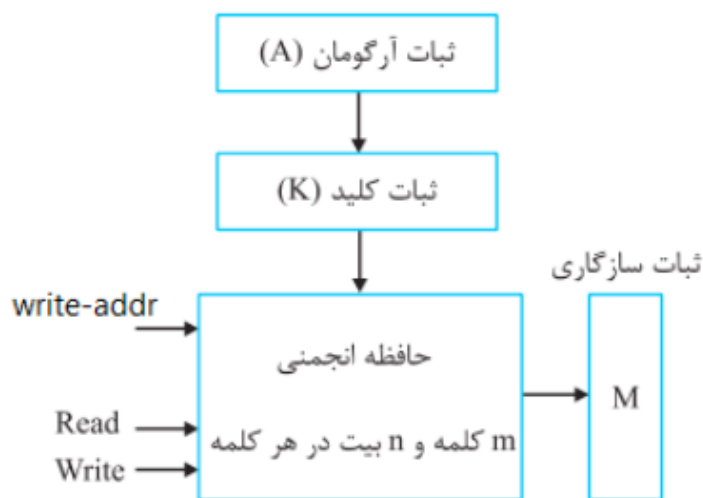 ثبات آرگومان (A)
ثبات کلید (K)
ثبات سازگاری
write-addr
حافظه انجمنی
M
Read
m کلمه و n بیت در هر کلمه
Write